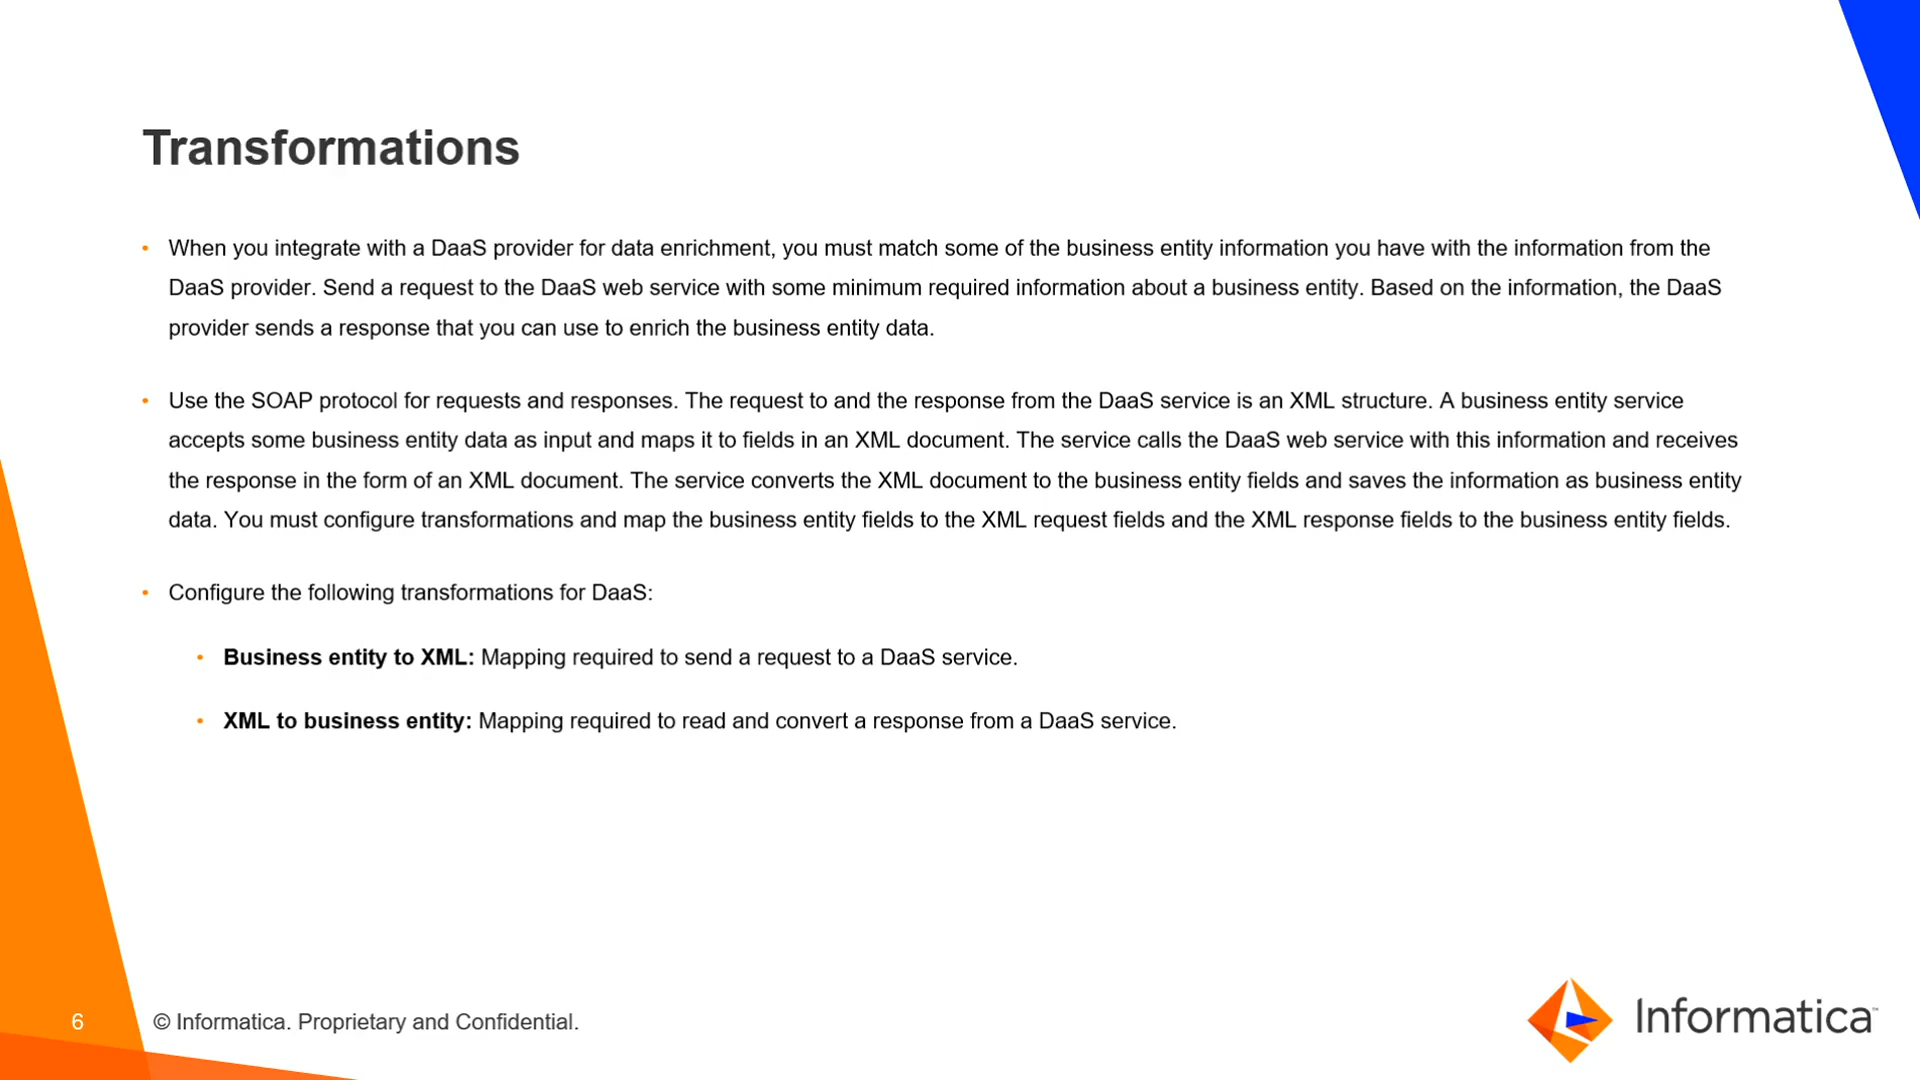 Transformations
• When you integrate with a DaaS provider for data enrichment, you must match some of the business entity information you have with the information from the
DaaS provider. Send a request to the DaaS web service with some minimum required information about a business entity. Based on the information, the DaaS
provider sends a response that you can use to enrich the business entity data.
• Use the SOAP protocol for requests and responses. The request to and the response from the DaaS service is an XML structure. A business entity service
accepts some business entity data as input and maps it to fields in an XML document. The service calls the DaaS web service with this information and receives
the response in the form of an XML document. The service converts the XML document to the business entity fields and saves the information as business entity
data. You must configure transformations and map the business entity fields to the XML request fields and the XML response fields to the business entity fields.
• Configure the following transformations for DaaS:
• Business entity to XML: Mapping required to send a request to a DaaS service.
• XML to business entity: Mapping required to read and convert a response from a DaaS service.
6 © Informatica. Proprietary and Confidential.
Informatica™